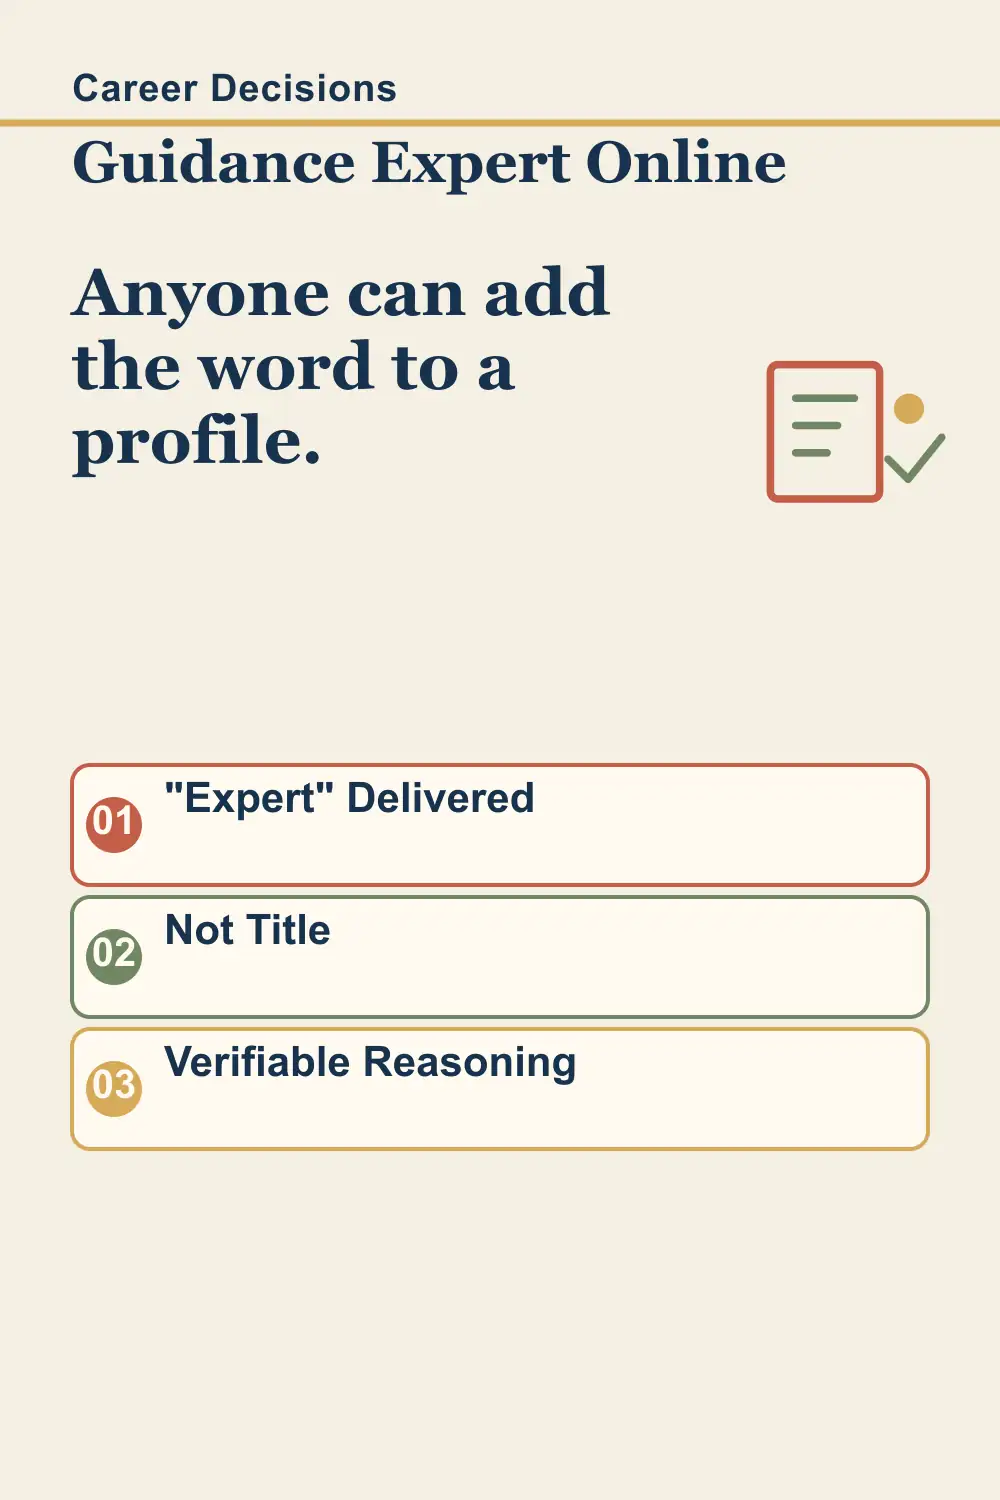 Career Decisions
Guidance Expert Online
Anyone can add
the word to a
profile.
01 "Expert" Delivered
02 Not Title
03 Verifiable Reasoning